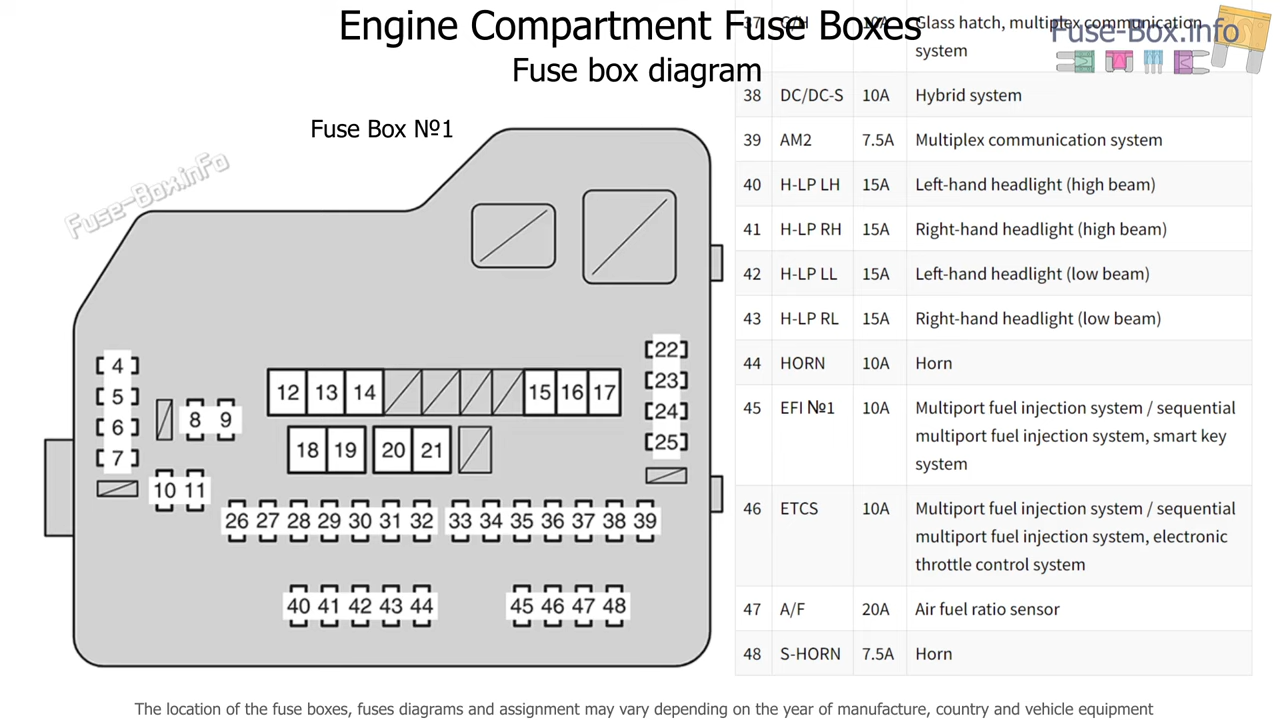 Engine Compartment Fuse Boxes
Fuse box diagram
Fuse Box №1
Fuse-Box.info
Fuse-Box.info
4
5
6
7
8 9
10 11
12 13 14 15 16 17
18 19 20 21
22
23
24
25
26 27 28 29 30 31 32 33 34 35 36 37 38 39
40 41 42 43 44 45 46 47 48
37 G/H 10A Glass hatch, multiplex communication
system
38 DC/DC-S 10A Hybrid system
39 AM2 7.5A Multiplex communication system
40 H-LP LH 15A Left-hand headlight (high beam)
41 H-LP RH 15A Right-hand headlight (high beam)
42 H-LP LL 15A Left-hand headlight (low beam)
43 H-LP RL 15A Right-hand headlight (low beam)
44 HORN 10A Horn
45 EFI №1 10A Multiport fuel injection system / sequential
multiport fuel injection system, smart key
system
46 ETCS 10A Multiport fuel injection system / sequential
multiport fuel injection system, electronic
throttle control system
47 A/F 20A Air fuel ratio sensor
48 S-HORN 7.5A Horn
The location of the fuse boxes, fuses diagrams and assignment may vary depending on the year of manufacture, country and vehicle equipment